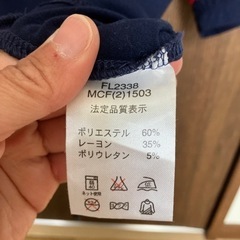 FL2338
MCF(2)1503
法定品質表示
ポリエステル 60%
レーヨン 35%
ポリウレタン 5%
ネット使用